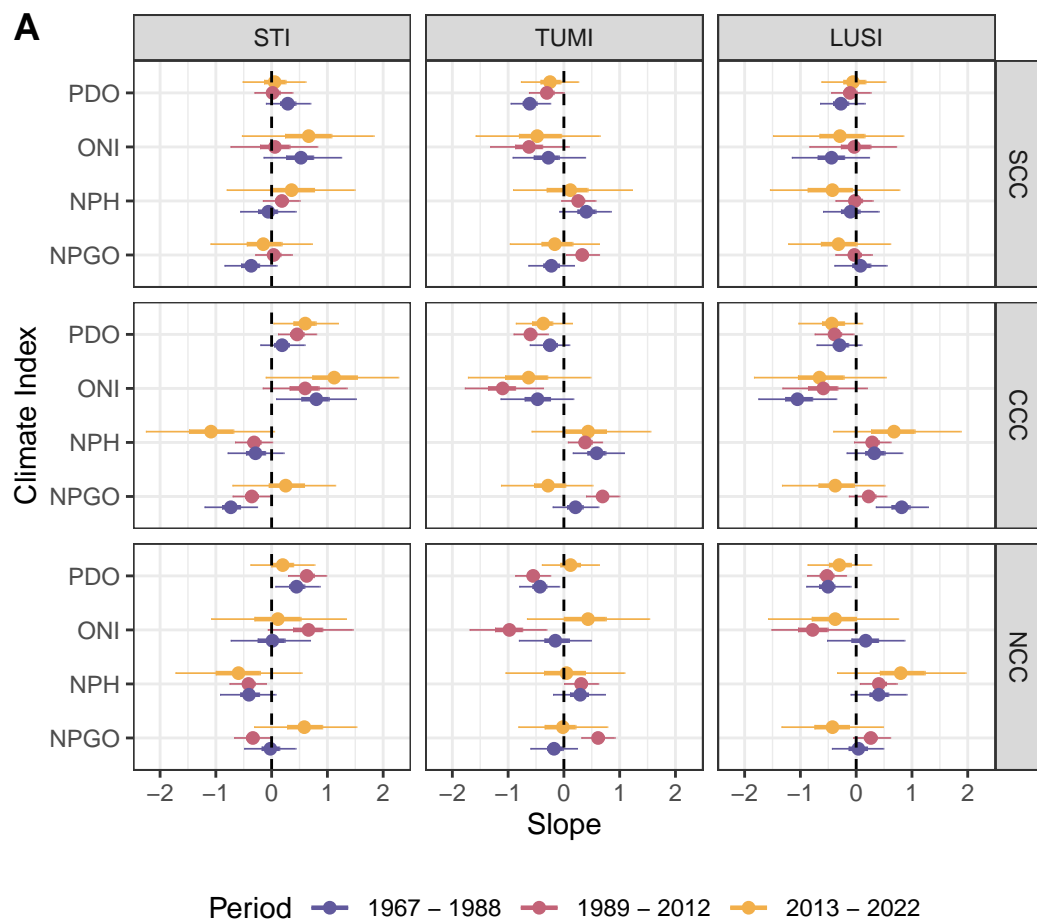 A
STI TUMI LUSI
PDO
ONI
NPH
NPGO
SCC
PDO
ONI
NPH
NPGO
CCC
PDO
ONI
NPH
NPGO
NCC
Climate Index
−2 −1 0 1 2 −2 −1 0 1 2 −2 −1 0 1 2
Slope
Period 1967 − 1988 1989 − 2012 2013 − 2022